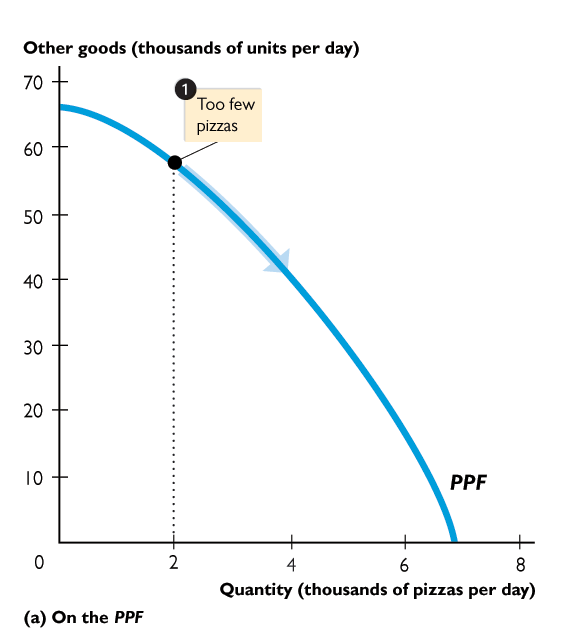 Other goods (thousands of units per day)
70
1
Too few
pizzas
60
50
40
30
20
10
PPF
0
2
4
6
8
Quantity (thousands of pizzas per day)
(a) On the PPF